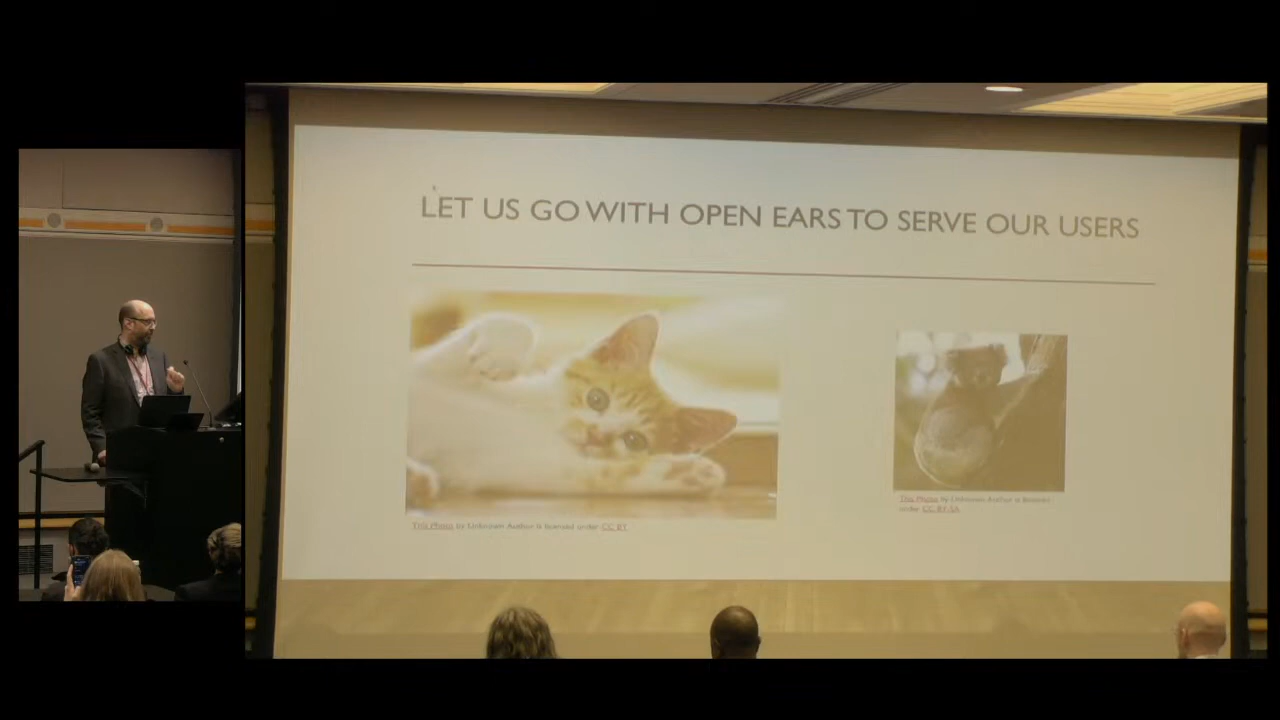 LET US GO WITH OPEN EARS TO SERVE OUR USERS
This Photo by Unknown Author is licensed under CC BY
This Photo by Unknown Author is licensed
under CC BY-SA